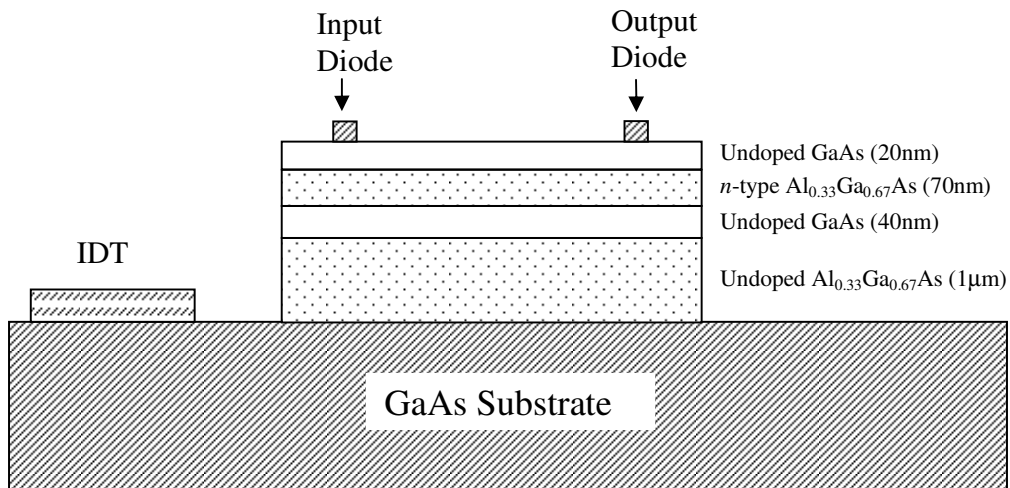 Input
Diode
Output
Diode
Undoped GaAs (20nm)
n-type Al0.33Ga0.67As (70nm)
Undoped GaAs (40nm)
IDT
Undoped Al0.33Ga0.67As (1μm)
GaAs Substrate